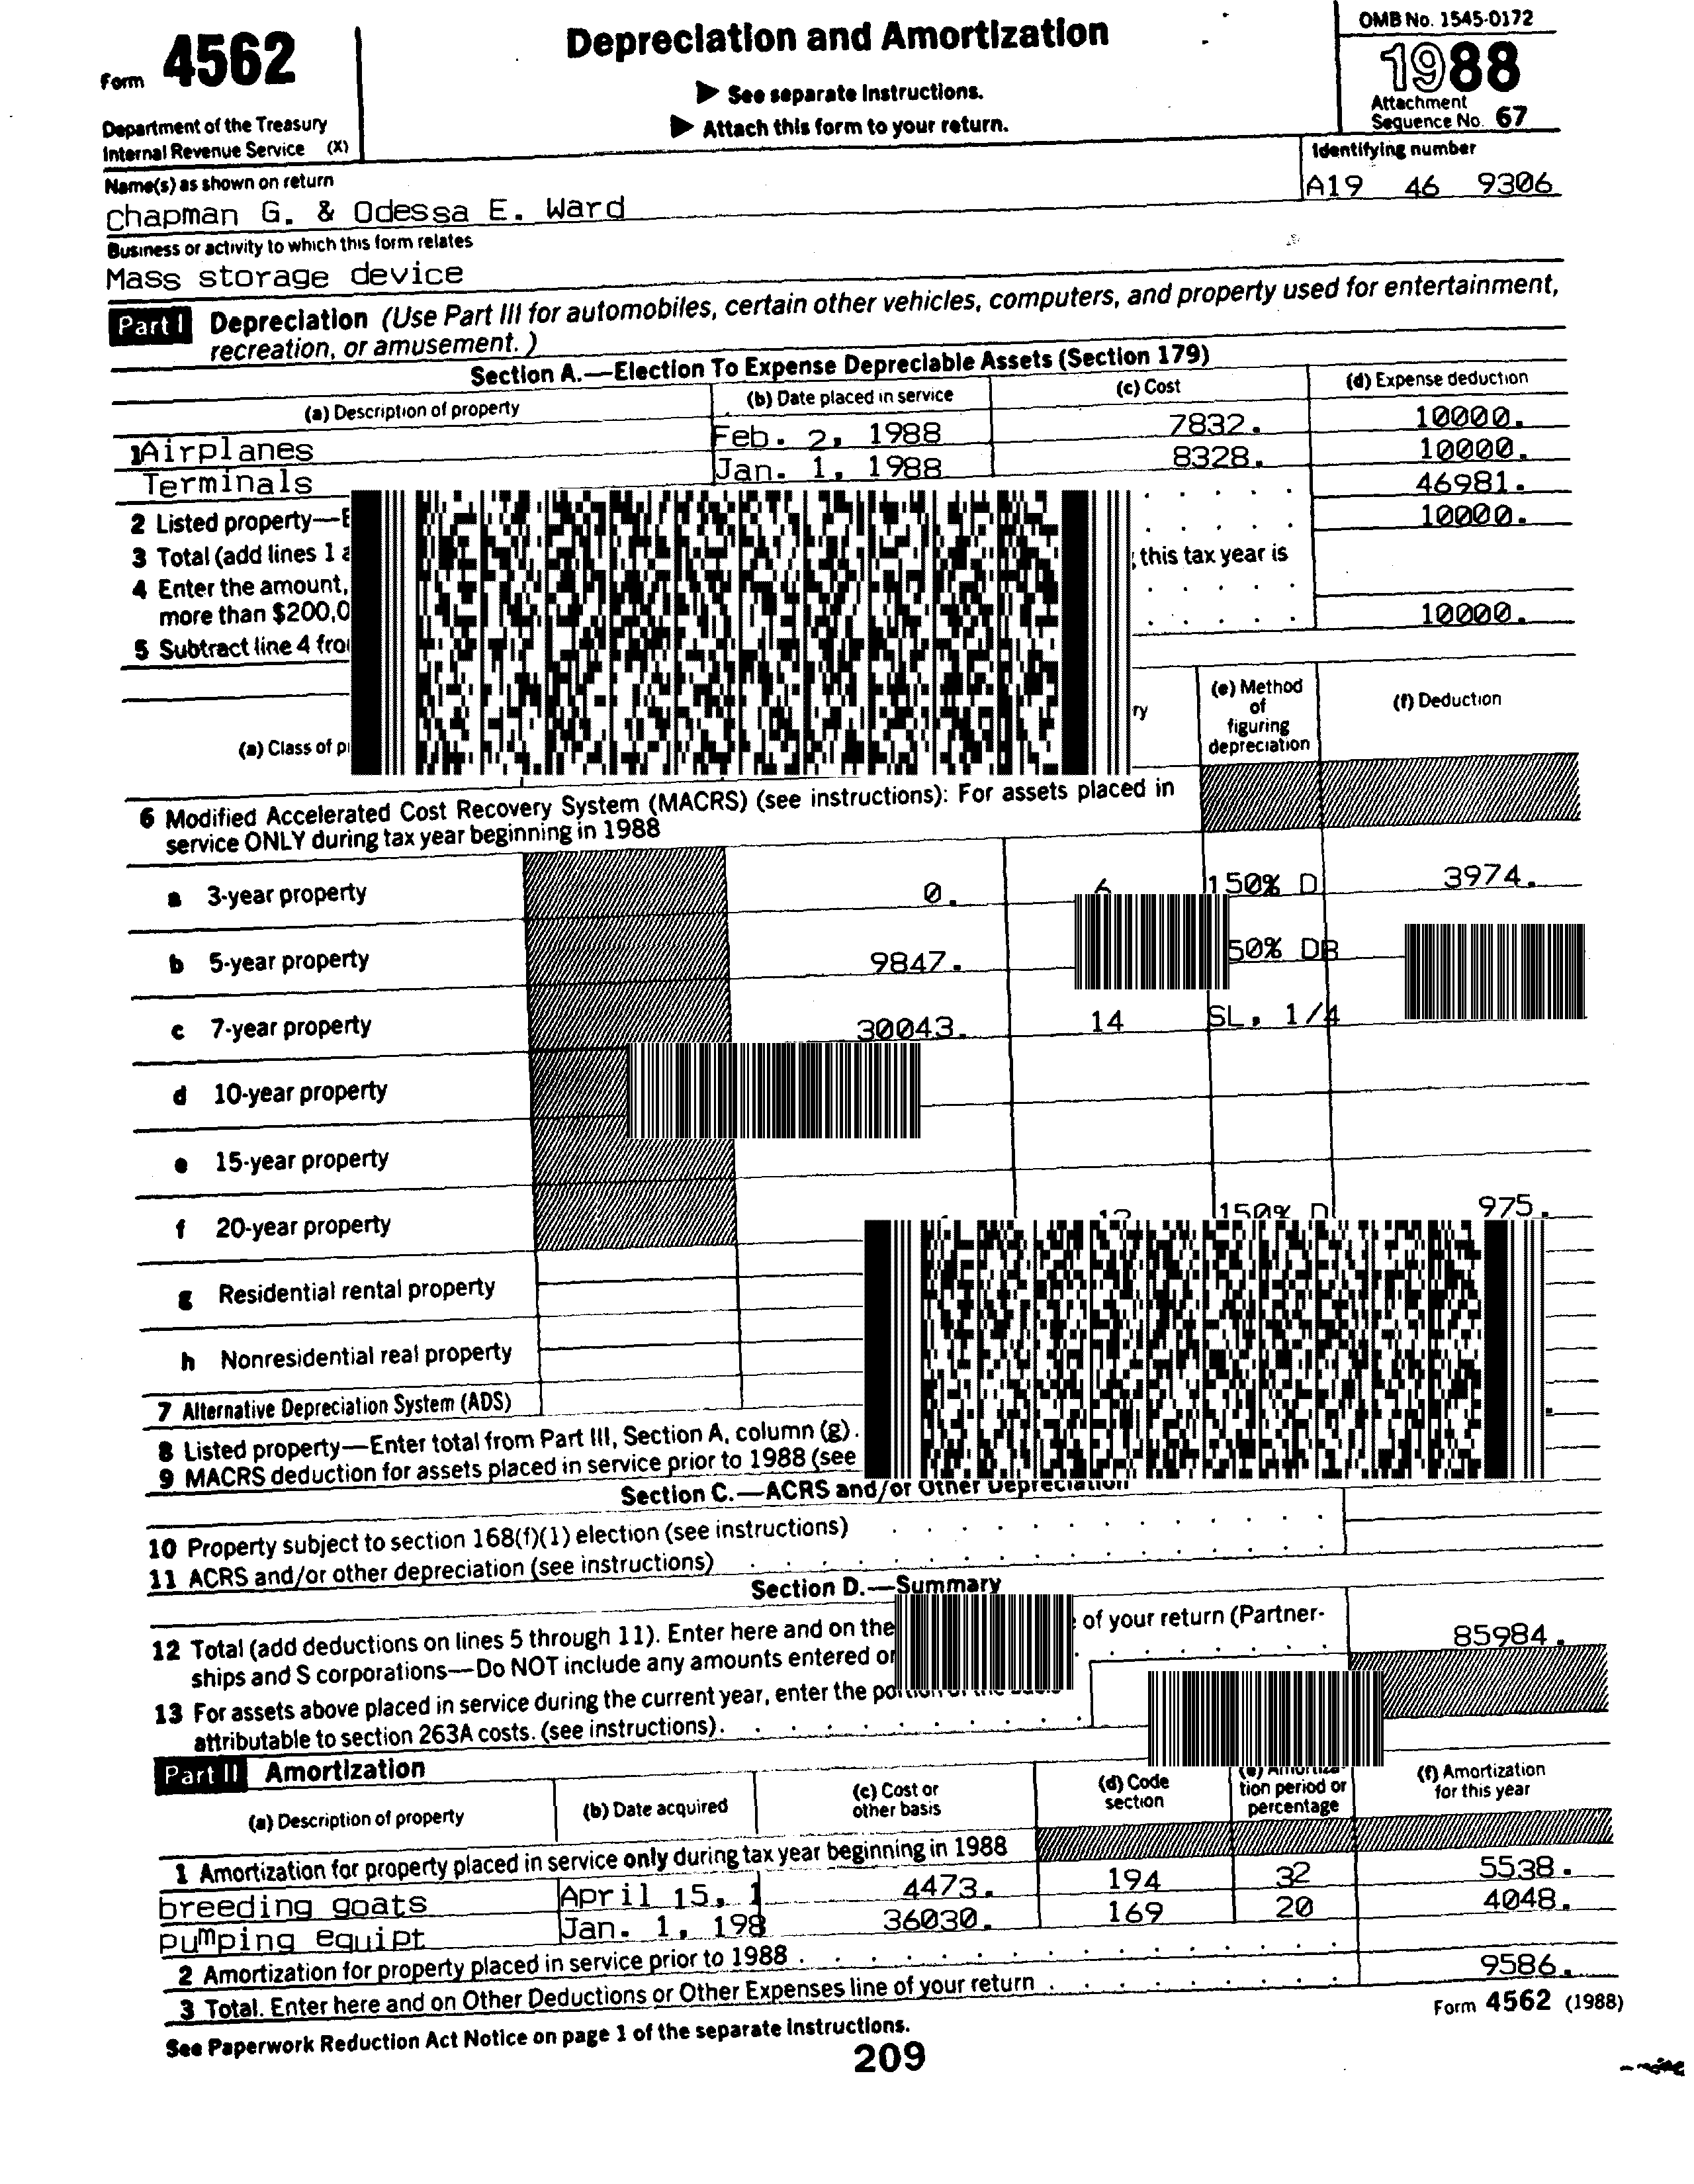 Form 4562
Department of the Treasury
Internal Revenue Service (X)
Depreciation and Amortization
▶ See separate Instructions.
▶ Attach this form to your return.
OMB No. 1545-0172
1988
Attachment
Sequence No. 67
Name(s) as shown on return
Chapman G. & Odessa E. Ward
Identifying number
A19 46 9306
Business or activity to which this form relates
Mass storage device
Part I Depreciation (Use Part III for automobiles, certain other vehicles, computers, and property used for entertainment,
recreation, or amusement.)
Section A.—Election To Expense Depreciable Assets (Section 179)
(a) Description of property (b) Date placed in service (c) Cost (d) Expense deduction
1 Airplanes Feb. 2, 1988 7832. 10000.
Terminals Jan. 1, 1988 8328. 10000.
2 Listed property— 46981.
3 Total (add lines 1 10000.
4 Enter the amount, this tax year is
more than $200,0
5 Subtract line 4 10000.
(a) Class of (e) Method of figuring depreciation (f) Deduction
6 Modified Accelerated Cost Recovery System (MACRS) (see instructions): For assets placed in
service ONLY during tax year beginning in 1988
a 3-year property 0. 150% D 3974.
b 5-year property 9847. 50% DB
c 7-year property 30043. 14 SL, 1/4
d 10-year property
e 15-year property
f 20-year property 150% D 975.
g Residential rental property
h Nonresidential real property
7 Alternative Depreciation System (ADS)
8 Listed property—Enter total from Part III, Section A, column (g).
9 MACRS deduction for assets placed in service prior to 1988 (see
Section C.—ACRS and/or Other Depreciation
10 Property subject to section 168(f)(1) election (see instructions)
11 ACRS and/or other depreciation (see instructions)
Section D.—Summary
12 Total (add deductions on lines 5 through 11). Enter here and on the of your return (Partner-
ships and S corporations—Do NOT include any amounts entered 85984.
13 For assets above placed in service during the current year, enter the portion of the basis
attributable to section 263A costs. (see instructions).
Part II Amortization
(a) Description of property (b) Date acquired (c) Cost or other basis (d) Code section (e) Amortization period or percentage (f) Amortization for this year
1 Amortization for property placed in service only during tax year beginning in 1988
breeding goats April 15, 1 4473. 194 32 5538.
pumping equipt Jan. 1, 198 36030. 169 20 4048.
2 Amortization for property placed in service prior to 1988
3 Total. Enter here and on Other Deductions or Other Expenses line of your return 9586.
See Paperwork Reduction Act Notice on page 1 of the separate Instructions.
Form 4562 (1988)
209